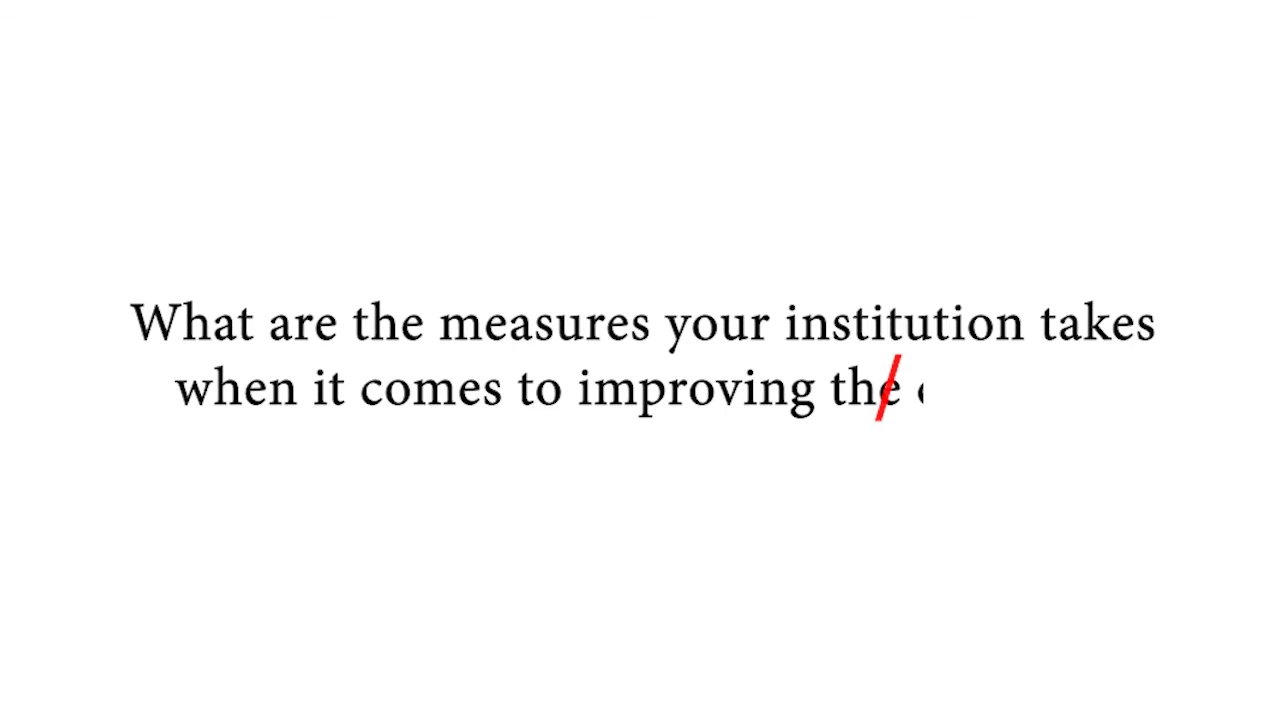 What are the measures your institution takes
when it comes to improving the